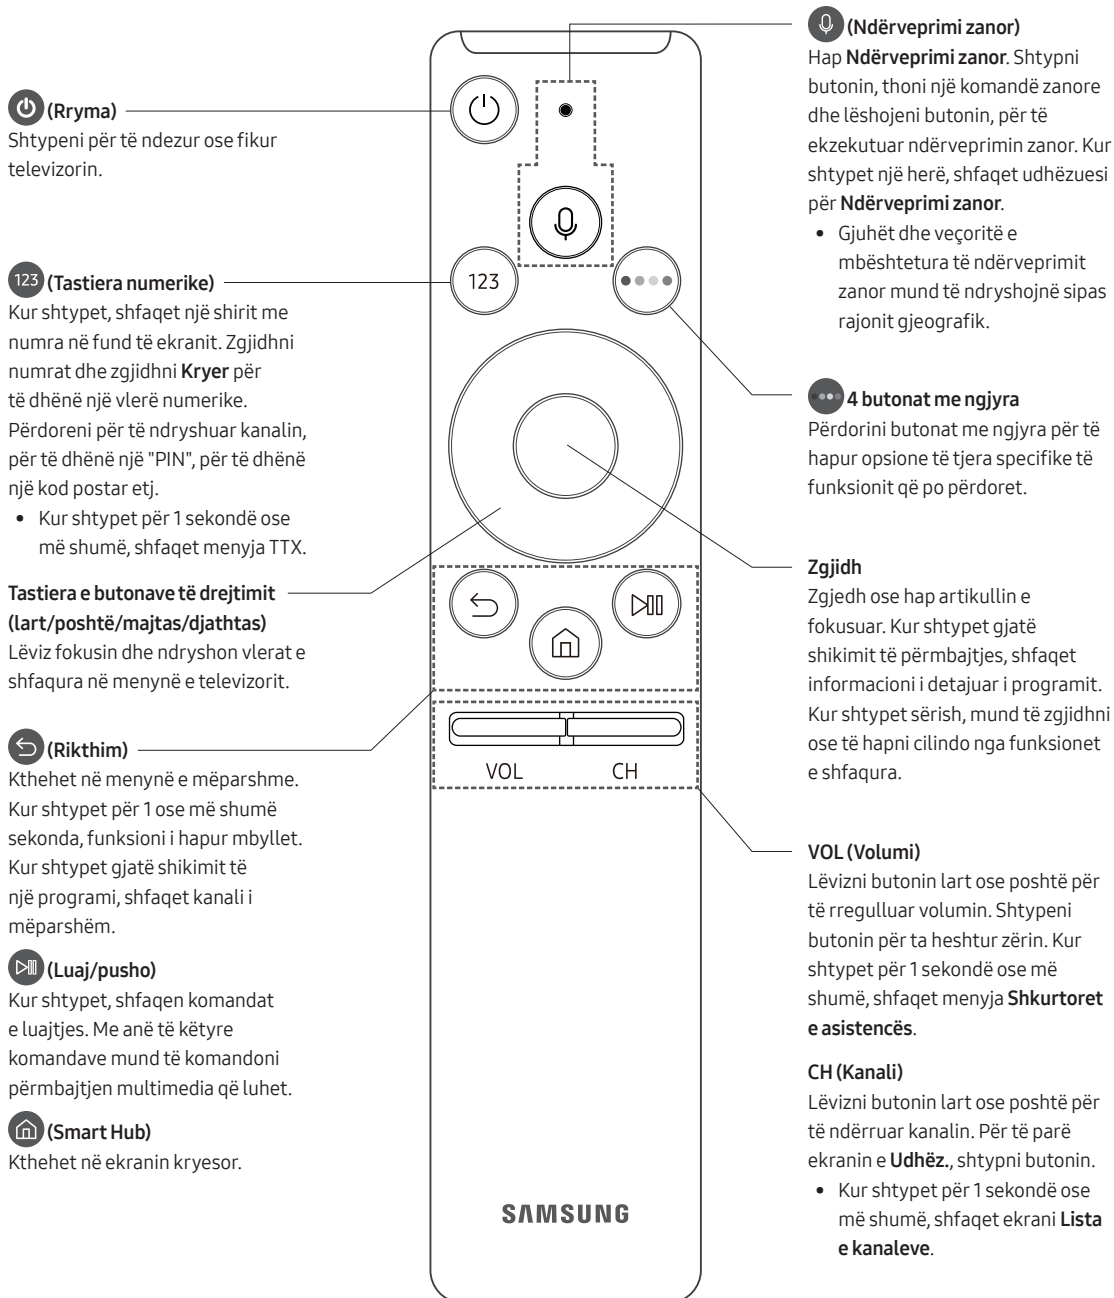 (Rryma)
Shtypeni për të ndezur ose fikur
televizorin.
123 (Tastiera numerike)
Kur shtypet, shfaqet një shirit me
numra në fund të ekranit. Zgjidhni
numrat dhe zgjidhni Kryer për
të dhënë një vlerë numerike.
Përdoreni për të ndryshuar kanalin,
për të dhënë një "PIN", për të dhënë
një kod postar etj.
• Kur shtypet për 1 sekondë ose
më shumë, shfaqet menyja TTX.
Tastiera e butonave të drejtimit
(lart/poshtë/majtas/djathtas)
Lëviz fokusin dhe ndryshon vlerat e
shfaqura në menynë e televizorit.
(Rikthim)
Kthehet në menynë e mëparshme.
Kur shtypet për 1 ose më shumë
sekonda, funksioni i hapur mbyllet.
Kur shtypet gjatë shikimit të
një programi, shfaqet kanali i
mëparshëm.
(Luaj/pusho)
Kur shtypet, shfaqen komandat
e luajtjes. Me anë të këtyre
komandave mund të komandoni
përmbajtjen multimedia që luhet.
(Smart Hub)
Kthehet në ekranin kryesor.
123
VOL CH
SAMSUNG
(Ndërveprimi zanor)
Hap Ndërveprimi zanor. Shtypni
butonin, thoni një komandë zanore
dhe lëshojeni butonin, për të
ekzekutuar ndërveprimin zanor. Kur
shtypet një herë, shfaqet udhëzuesi
për Ndërveprimi zanor.
• Gjuhët dhe veçoritë e
mbështetura të ndërveprimit
zanor mund të ndryshojnë sipas
rajonit gjeografik.
4 butonat me ngjyra
Përdorini butonat me ngjyra për të
hapur opsione të tjera specifike të
funksionit që po përdoret.
Zgjidh
Zgjedh ose hap artikullin e
fokusuar. Kur shtypet gjatë
shikimit të përmbajtjes, shfaqet
informacioni i detajuar i programit.
Kur shtypet sërish, mund të zgjidhni
ose të hapni cilindo nga funksionet
e shfaqura.
VOL (Volumi)
Lëvizni butonin lart ose poshtë për
të rregulluar volumin. Shtypeni
butonin për ta heshtur zërin. Kur
shtypet për 1 sekondë ose më
shumë, shfaqet menyja Shkurtoret
e asistencës.
CH (Kanali)
Lëvizni butonin lart ose poshtë për
të ndërruar kanalin. Për të parë
ekranin e Udhëz., shtypni butonin.
• Kur shtypet për 1 sekondë ose
më shumë, shfaqet ekrani Lista
e kanaleve.